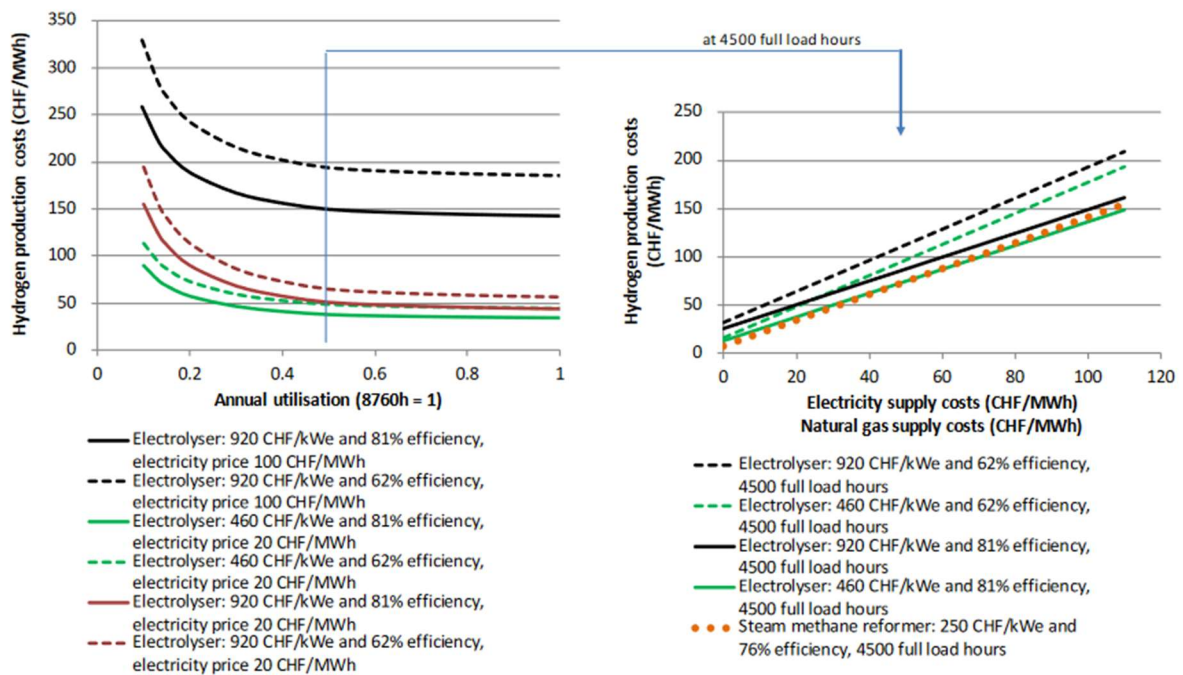 Hydrogen production costs (CHF/MWh)
350
300
250
200
150
100
50
0
0
0.2
0.4
0.6
0.8
1
Annual utilisation (8760h = 1)
at 4500 full load hours
Hydrogen production costs
(CHF/MWh)
250
200
150
100
50
0
0
20
40
60
80
100
120
Electricity supply costs (CHF/MWh)
Natural gas supply costs (CHF/MWh)
Electrolyser: 920 CHF/kWe and 81% efficiency,
electricity price 100 CHF/MWh
Electrolyser: 920 CHF/kWe and 62% efficiency,
electricity price 100 CHF/MWh
Electrolyser: 460 CHF/kWe and 81% efficiency,
electricity price 20 CHF/MWh
Electrolyser: 460 CHF/kWe and 62% efficiency,
electricity price 20 CHF/MWh
Electrolyser: 920 CHF/kWe and 81% efficiency,
electricity price 20 CHF/MWh
Electrolyser: 920 CHF/kWe and 62% efficiency,
electricity price 20 CHF/MWh
Electrolyser: 920 CHF/kWe and 62% efficiency,
4500 full load hours
Electrolyser: 460 CHF/kWe and 62% efficiency,
4500 full load hours
Electrolyser: 920 CHF/kWe and 81% efficiency,
4500 full load hours
Electrolyser: 460 CHF/kWe and 81% efficiency,
4500 full load hours
Steam methane reformer: 250 CHF/kWe and
76% efficiency, 4500 full load hours